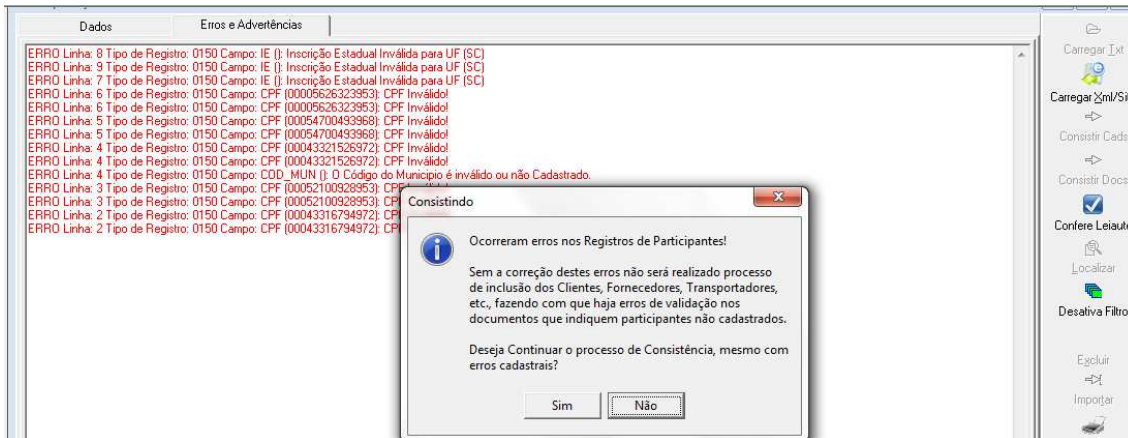 Dados
Erros e Advertências
ERRO Linha: 8 Tipo de Registro: 0150 Campo: IE (): Inscrição Estadual Inválida para UF (SC)
ERRO Linha: 9 Tipo de Registro: 0150 Campo: IE (): Inscrição Estadual Inválida para UF (SC)
ERRO Linha: 7 Tipo de Registro: 0150 Campo: IE (): Inscrição Estadual Inválida para UF (SC)
ERRO Linha: 6 Tipo de Registro: 0150 Campo: CPF (00005626323953): CPF Inválido!
ERRO Linha: 6 Tipo de Registro: 0150 Campo: CPF (00005626323953): CPF Inválido!
ERRO Linha: 5 Tipo de Registro: 0150 Campo: CPF (00054700493968): CPF Inválido!
ERRO Linha: 5 Tipo de Registro: 0150 Campo: CPF (00054700493968): CPF Inválido!
ERRO Linha: 4 Tipo de Registro: 0150 Campo: CPF (00043321526972): CPF Inválido!
ERRO Linha: 4 Tipo de Registro: 0150 Campo: CPF (00043321526972): CPF Inválido!
ERRO Linha: 4 Tipo de Registro: 0150 Campo: COD_MUN (): O Código do Municipio é inválido ou não Cadastrado.
ERRO Linha: 3 Tipo de Registro: 0150 Campo: CPF (00052100928953): CPF
ERRO Linha: 3 Tipo de Registro: 0150 Campo: CPF (00052100928953): CP
ERRO Linha: 2 Tipo de Registro: 0150 Campo: CPF (00043316794972): CP
ERRO Linha: 2 Tipo de Registro: 0150 Campo: CPF (00043316794972): CP
Consistindo
Ocorreram erros nos Registros de Participantes!
Sem a correção destes erros não será realizado processo
de inclusão dos Clientes, Fornecedores, Transportadores,
etc., fazendo com que haja erros de validação nos
documentos que indiquem participantes não cadastrados.
Deseja Continuar o processo de Consistência, mesmo com
erros cadastrais?
Sim
Não
Carregar Txt
Carregar Xml/Si
Consistir Cads
Consistir Docs
Confere Leiaute
Localizar
Desativa Filtro
Excluir
Importar